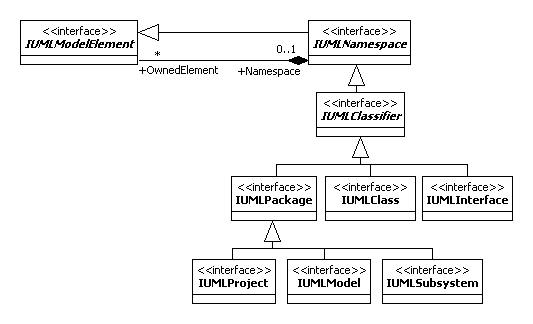 <<interface>>
IUMLModelElement
<<interface>>
IUMLNamespace
*
0..1
+OwnedElement
+Namespace
<<interface>>
IUMLClassifier
<<interface>>
IUMLPackage
<<interface>>
IUMLClass
<<interface>>
IUMLInterface
<<interface>>
IUMLProject
<<interface>>
IUMLModel
<<interface>>
IUMLSubsystem